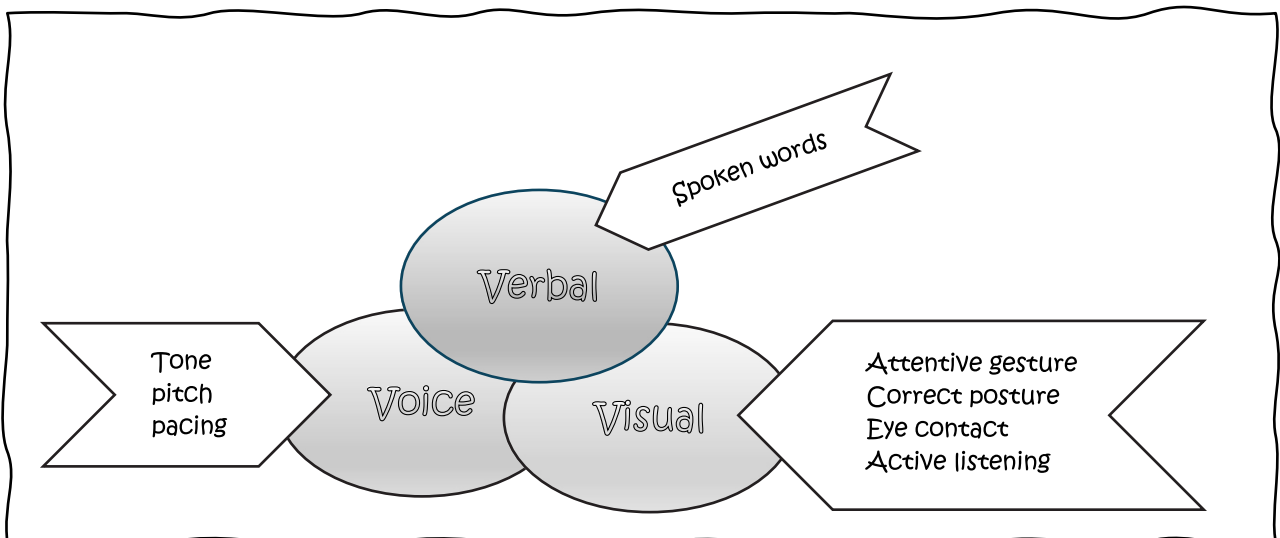 Spoken words
Verbal
Tone
pitch
pacing
Voice
Visual
Attentive gesture
Correct posture
Eye contact
Active listening